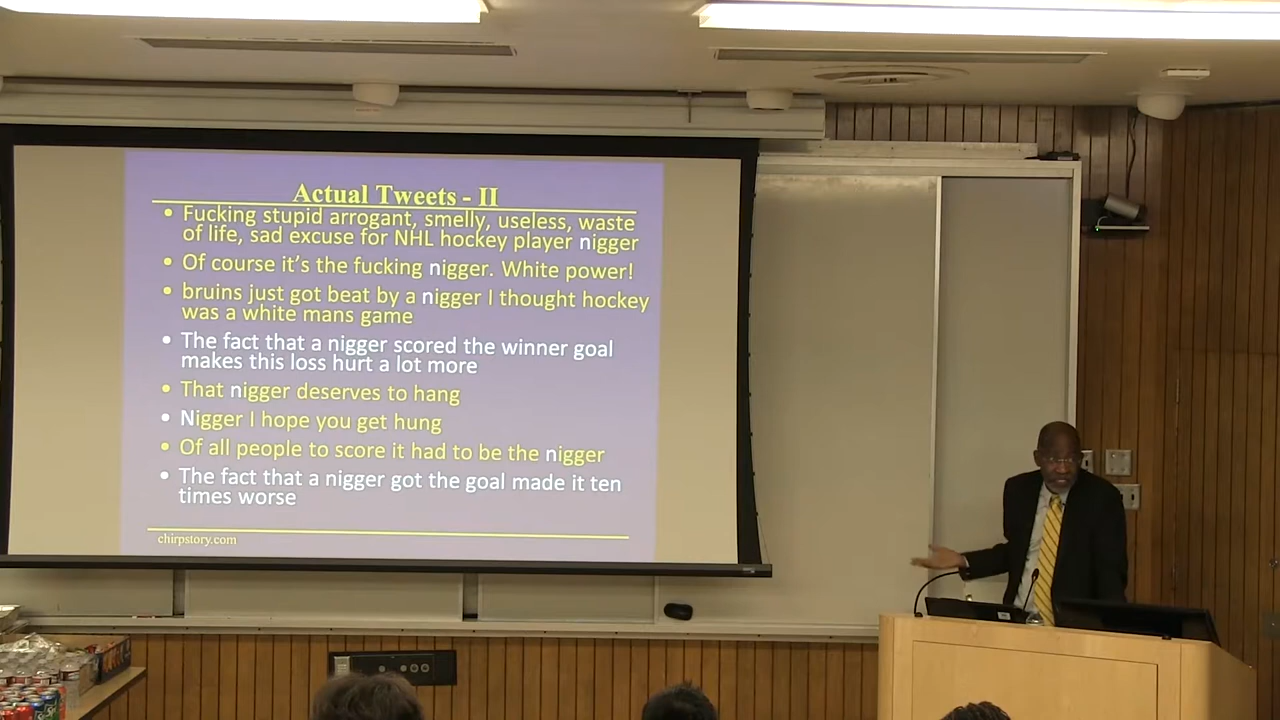 Actual Tweets - II
• Fucking stupid arrogant, smelly, useless, waste
of life, sad excuse for NHL hockey player nigger
• Of course it's the fucking nigger. White power!
• bruins just got beat by a nigger I thought hockey
was a white mans game
• The fact that a nigger scored the winner goal
makes this loss hurt a lot more
• That nigger deserves to hang
• Nigger I hope you get hung
• Of all people to score it had to be the nigger
• The fact that a nigger got the goal made it ten
times worse
chirpstory.com